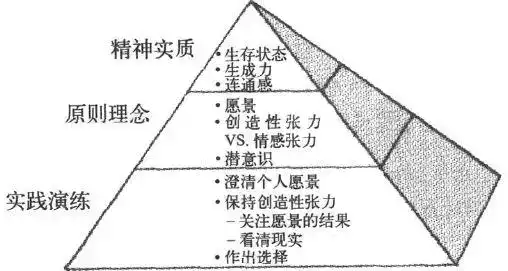 精神实质
• 生存状态
• 生成力
• 连通感
原则理念
• 愿景
• 创造性张力
VS. 情感张力
• 潜意识
实践演练
• 澄清个人愿景
• 保持创造性张力
– 关注愿景的结果
– 看清现实
• 作出选择